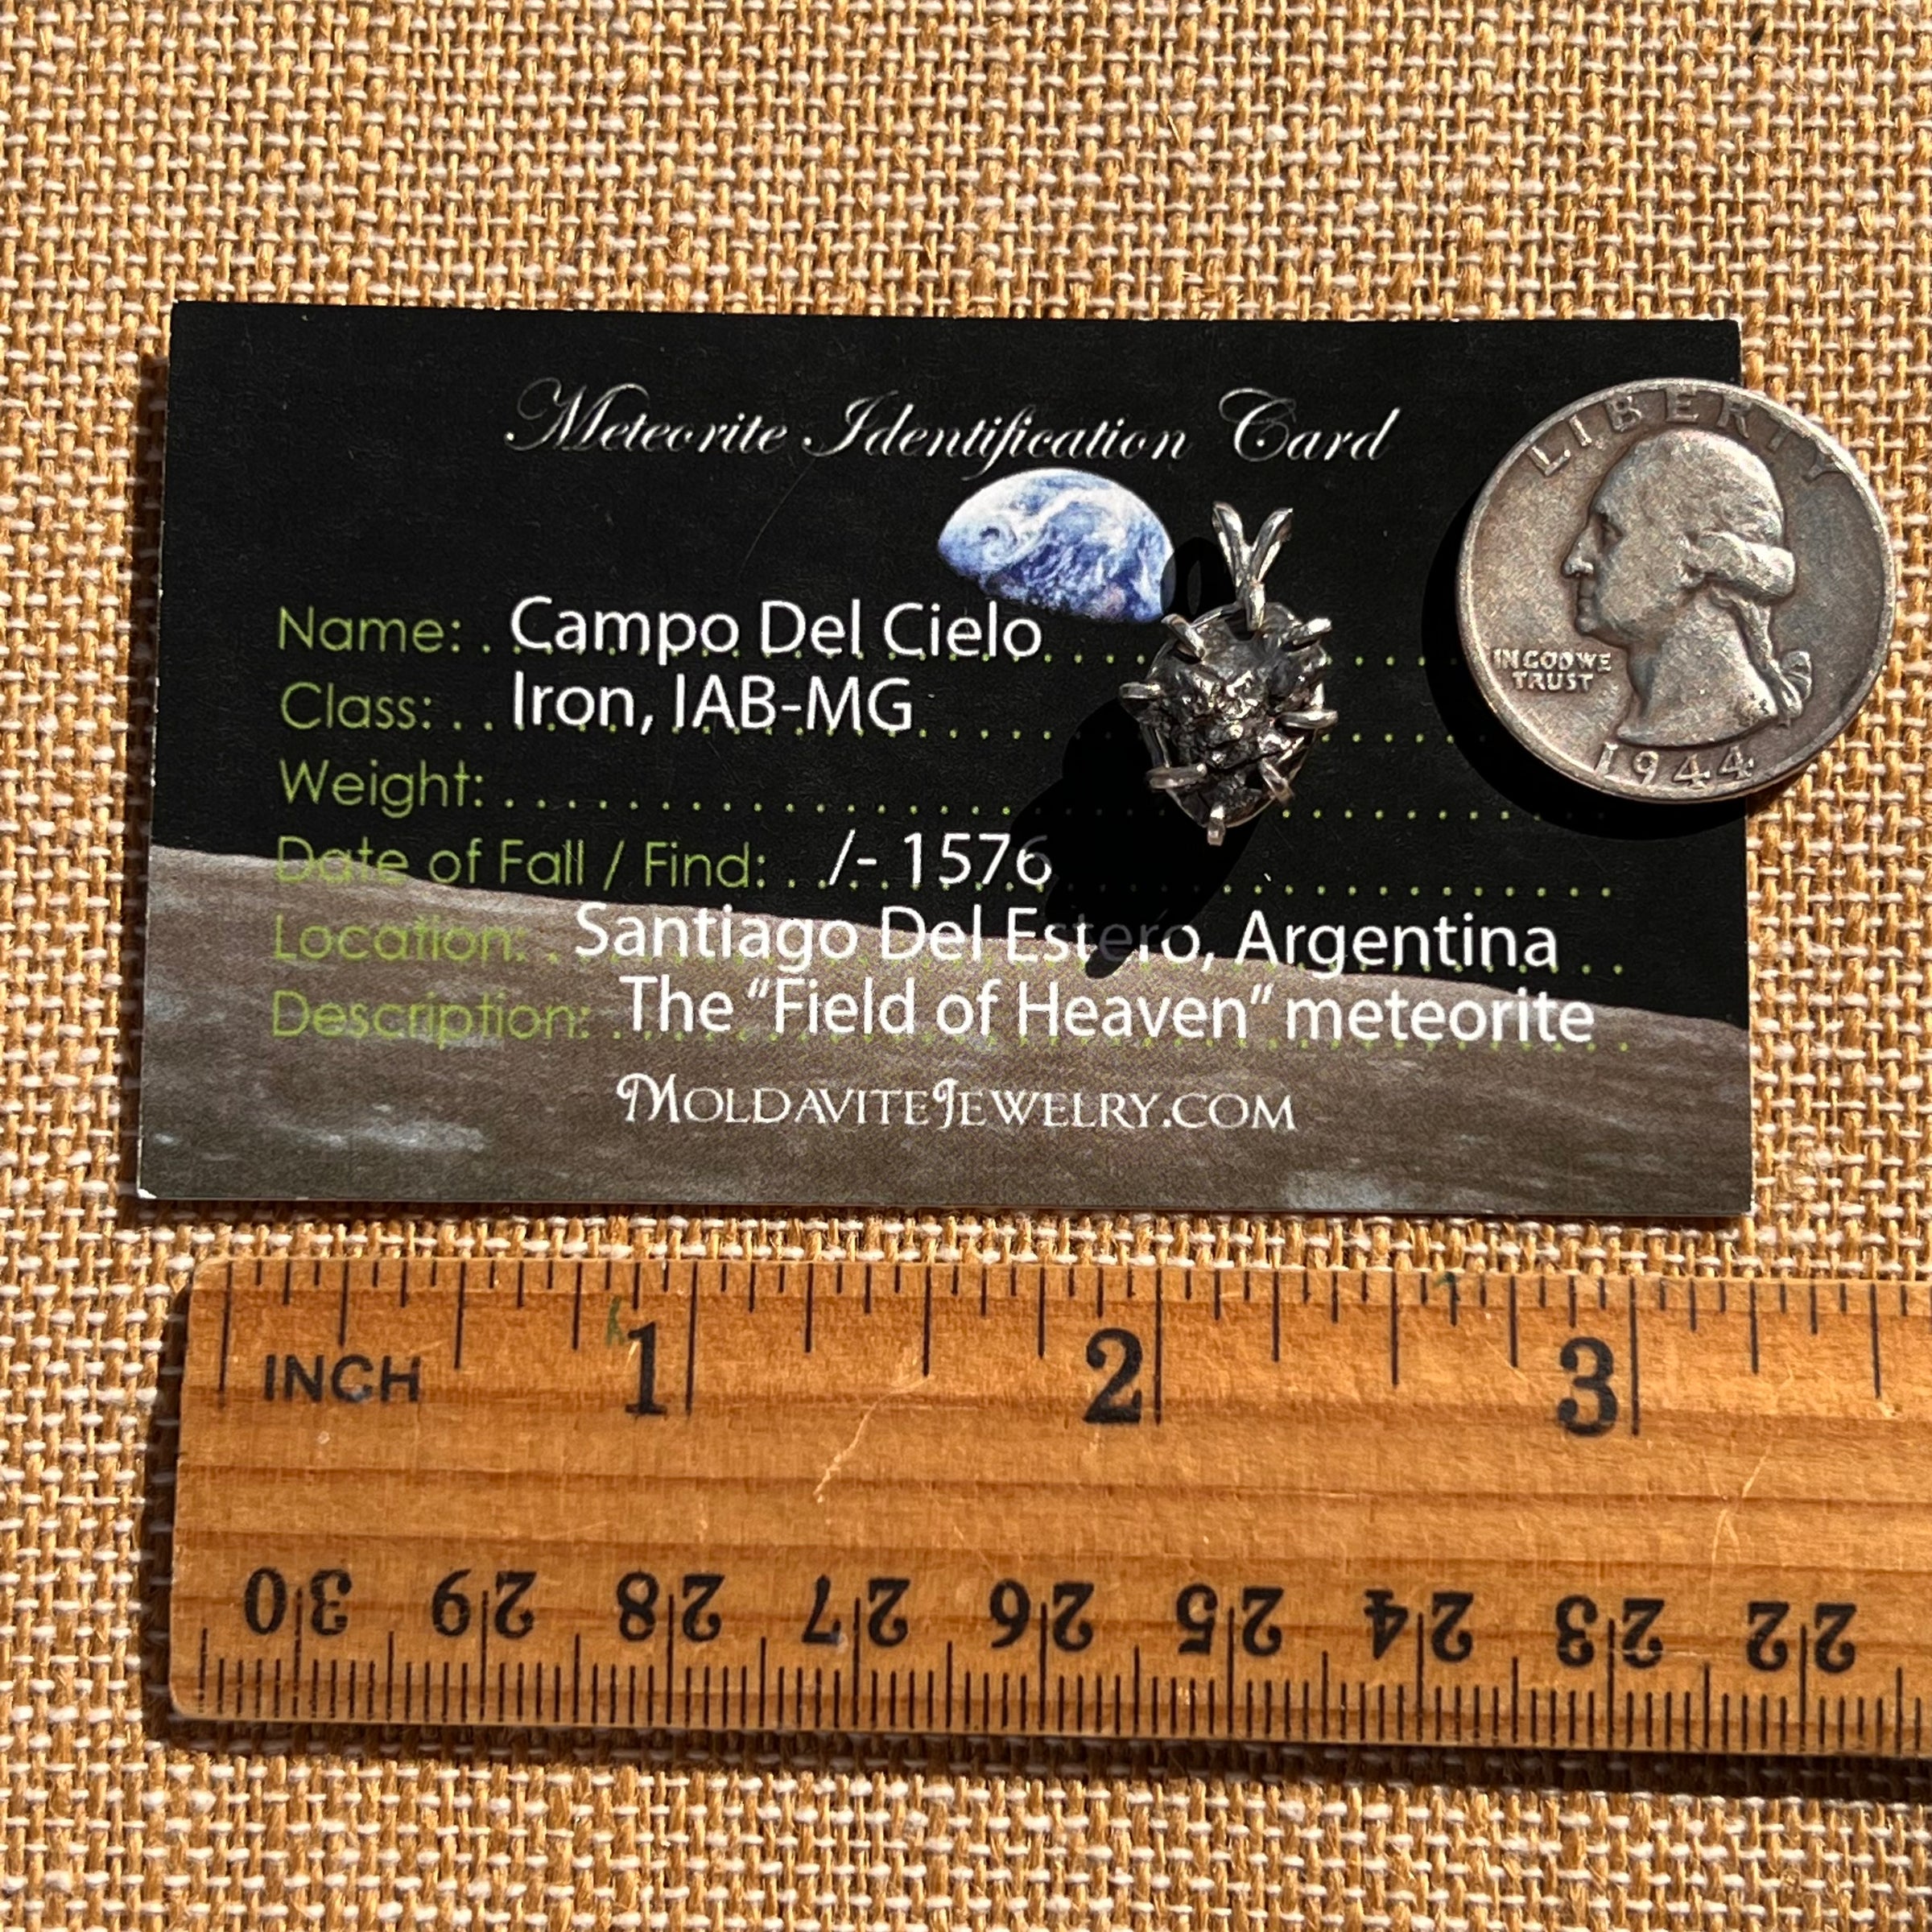 Meteorite Identification Card
Name: Campo Del Cielo
Class: Iron, IAB-MG
Weight:
Date of Fall / Find: /- 1576
Location: Santiago Del Estero, Argentina
Description: The "Field of Heaven" meteorite
MOLDAVITEJEWELRY.COM
LIBERTY
IN GOD WE
TRUST
1944
INCH 1 2 3
30 29 28 27 26 25 24 23 22